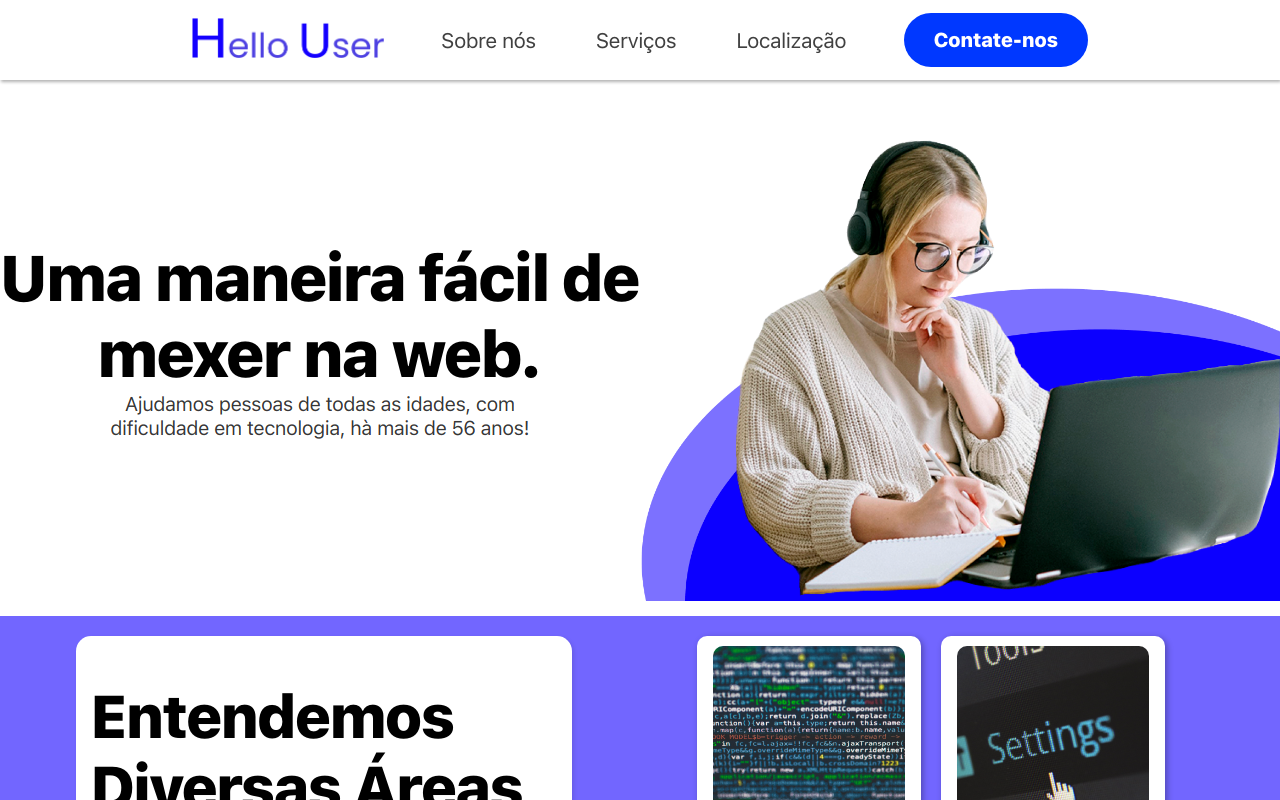 Hello User
Sobre nós
Serviços
Localização
Contate-nos
Uma maneira fácil de
mexer na web.
Ajudamos pessoas de todas as idades, com
dificuldade em tecnologia, hà mais de 56 anos!
Entendemos
Diversas Áreas
Tools
Settings